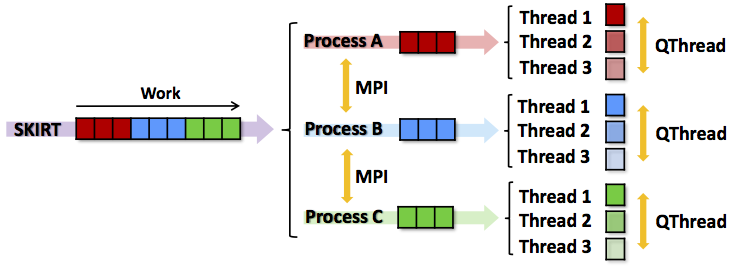 Work
SKIRT
Process A
MPI
Process B
MPI
Process C
Thread 1
Thread 2
Thread 3
QThread
Thread 1
Thread 2
Thread 3
QThread
Thread 1
Thread 2
Thread 3
QThread